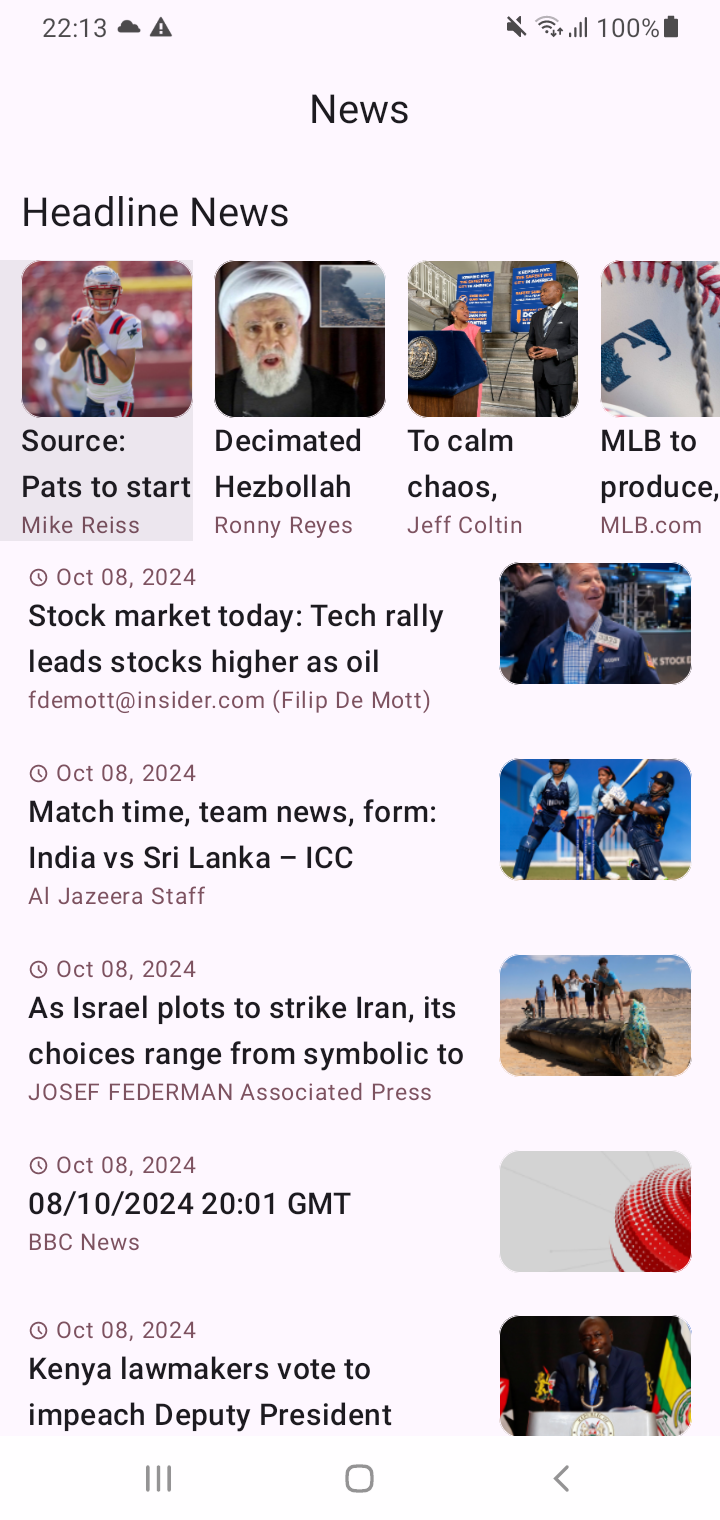 22:13
100%
News
Headline News
Source:
Pats to start
Mike Reiss
Decimated
Hezbollah
Ronny Reyes
To calm
chaos,
Jeff Coltin
MLB to
produce,
MLB.com
Oct 08, 2024
Stock market today: Tech rally
leads stocks higher as oil
fdemott@insider.com (Filip De Mott)
Oct 08, 2024
Match time, team news, form:
India vs Sri Lanka – ICC
Al Jazeera Staff
Oct 08, 2024
As Israel plots to strike Iran, its
choices range from symbolic to
JOSEF FEDERMAN Associated Press
Oct 08, 2024
08/10/2024 20:01 GMT
BBC News
Oct 08, 2024
Kenya lawmakers vote to
impeach Deputy President